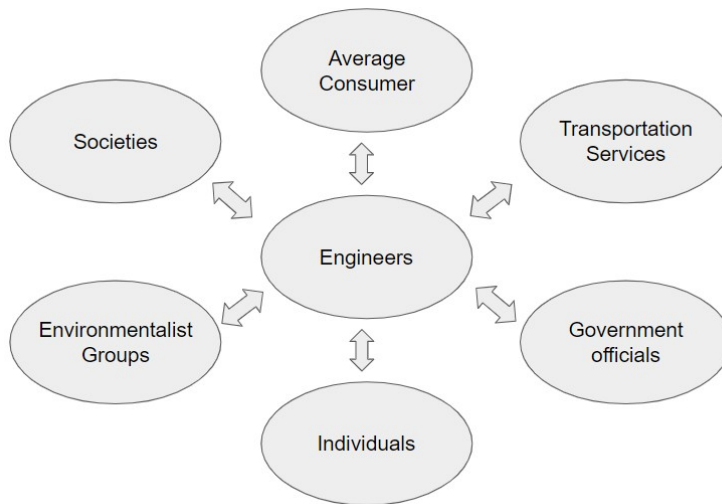 Average
Consumer
Societies
Transportation
Services
Engineers
Environmentalist
Groups
Government
officials
Individuals